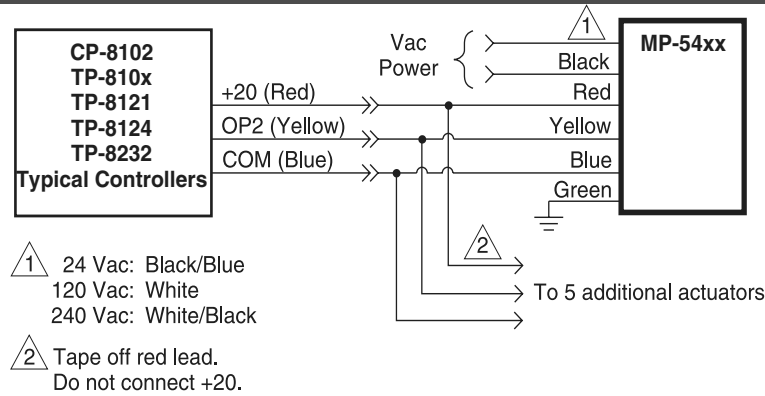 CP-8102
TP-810x
TP-8121
TP-8124
TP-8232
Typical Controllers
+20 (Red)
OP2 (Yellow)
COM (Blue)
Vac
Power
1
Black
Red
Yellow
Blue
Green
MP-54xx
2
To 5 additional actuators
1 24 Vac: Black/Blue
120 Vac: White
240 Vac: White/Black
2 Tape off red lead.
Do not connect +20.